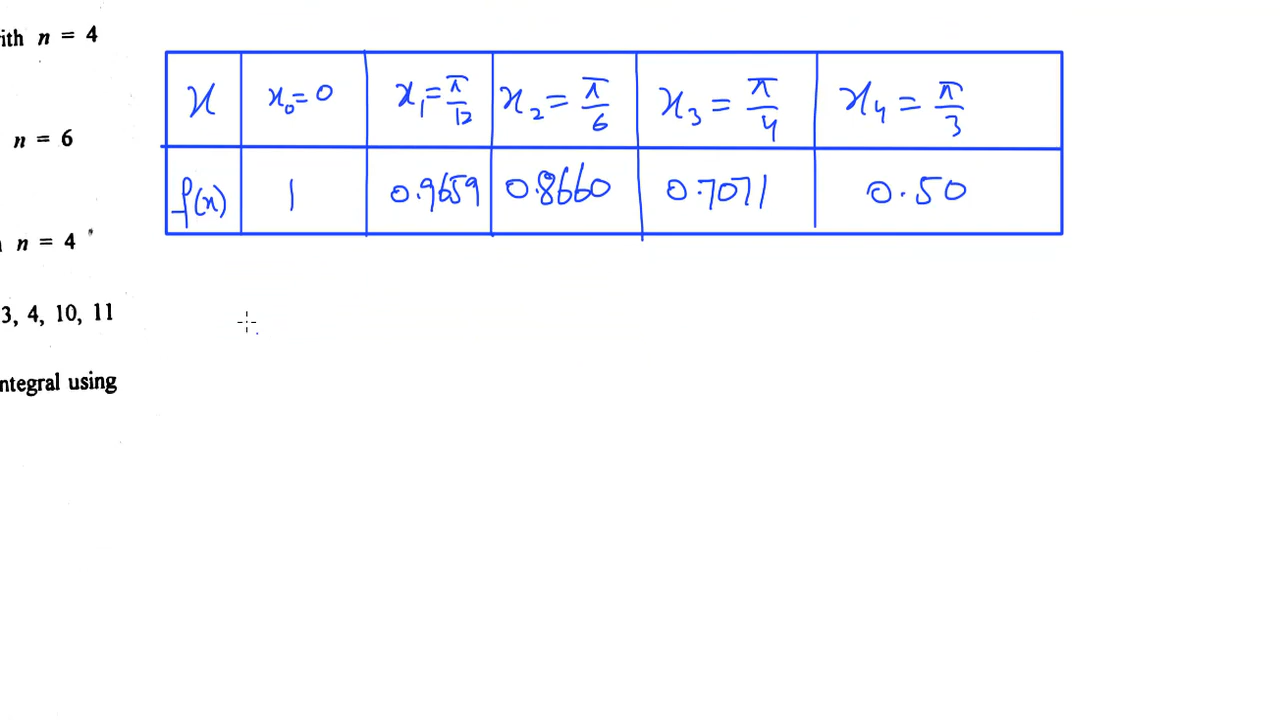 ith n = 4
n = 6
n = 4
3, 4, 10, 11
ntegral using
x x₀=0 x₁=π/12 x₂=π/6 x₃=π/4 x₄=π/3
f(x) 1 0.9659 0.8660 0.7071 0.50